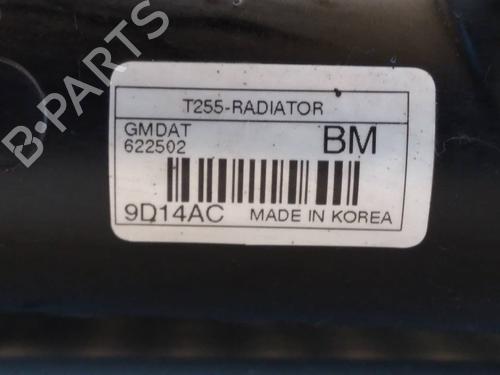 T255-RADIATOR
GMDAT
622502
BM
9D14AC MADE IN KOREA
B-PARTS